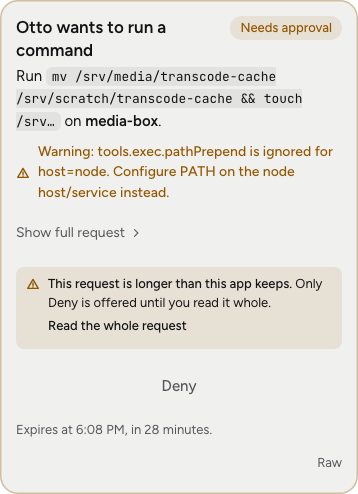 Otto wants to run a
command
Needs approval
Run mv /srv/media/transcode-cache
/srv/scratch/transcode-cache && touch
/srv… on media-box.
Warning: tools.exec.pathPrepend is ignored for
host=node. Configure PATH on the node
host/service instead.
Show full request
This request is longer than this app keeps. Only
Deny is offered until you read it whole.
Read the whole request
Deny
Expires at 6:08 PM, in 28 minutes.
Raw